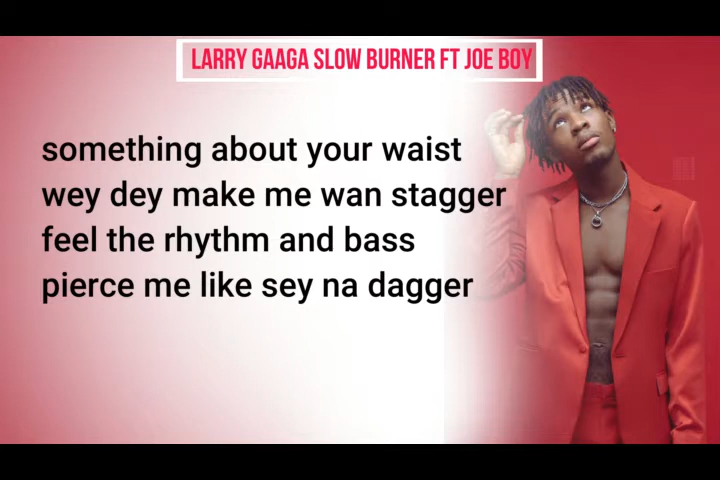 LARRY GAAGA SLOW BURNER FT JOE BOY
something about your waist
wey dey make me wan stagger
feel the rhythm and bass
pierce me like sey na dagger